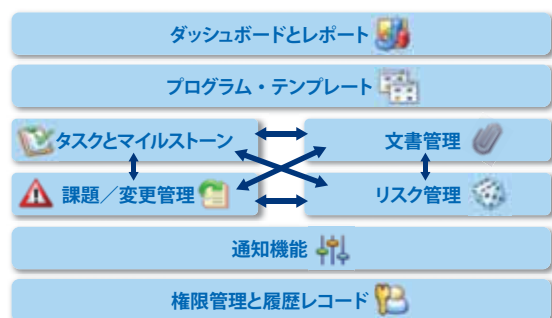 ダッシュボードとレポート
プログラム・テンプレート
タスクとマイルストーン
文書管理
課題／変更管理
リスク管理
通知機能
権限管理と履歴レコード